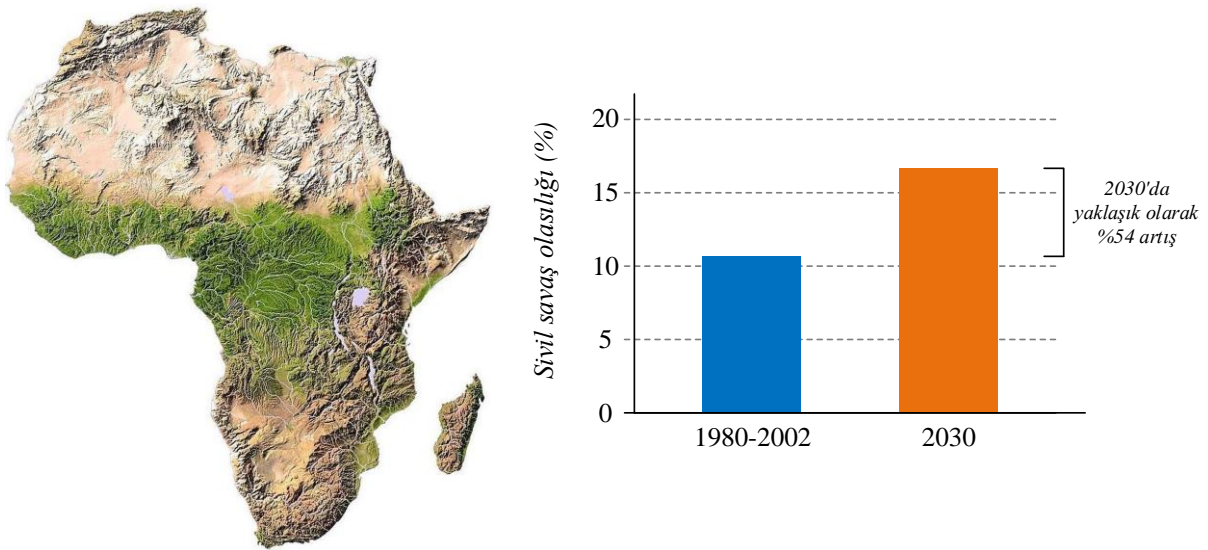 Sivil savaş olasılığı (%)
20
15
10
5
0
1980-2002
2030
2030'da
yaklaşık olarak
%54 artış